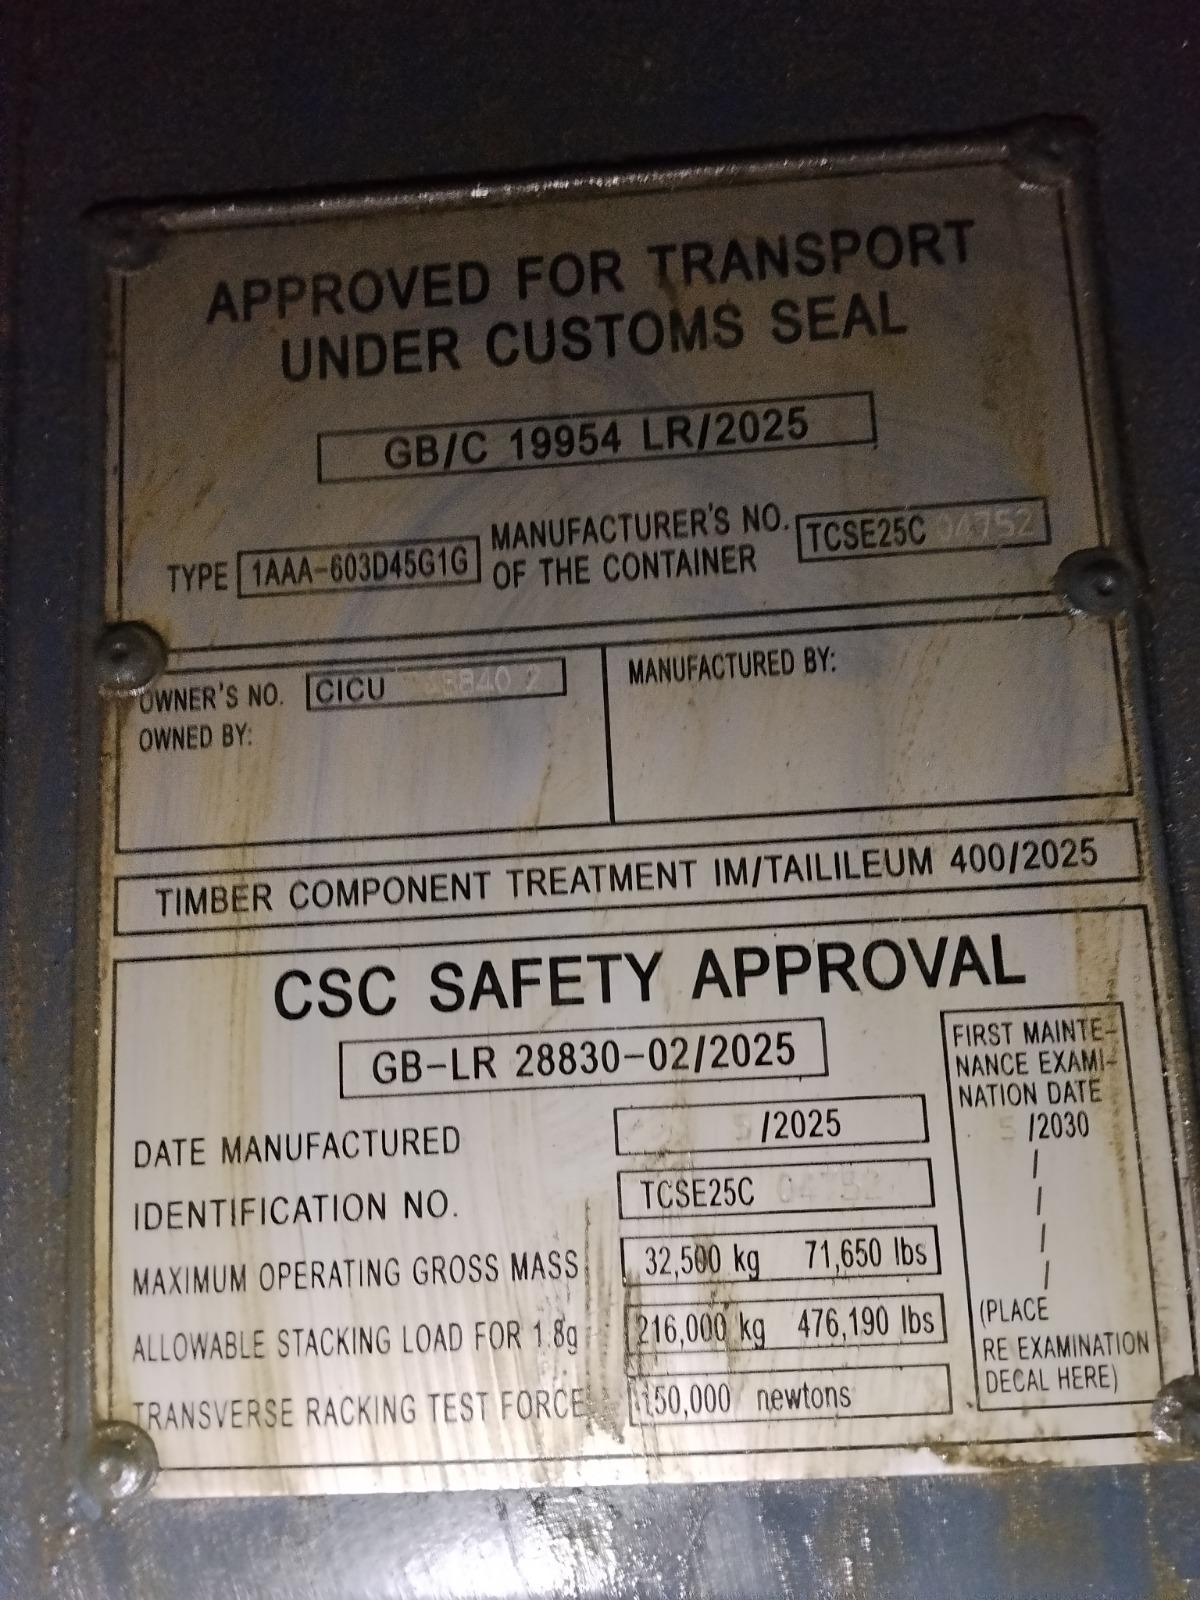 APPROVED FOR TRANSPORT
UNDER CUSTOMS SEAL
GB/C 19954 LR/2025
TYPE 1AAA-603D45G1G MANUFACTURER'S NO. OF THE CONTAINER TCSE25C 04752
OWNER'S NO. CICU
OWNED BY:
MANUFACTURED BY:
TIMBER COMPONENT TREATMENT IM/TAILILEUM 400/2025
CSC SAFETY APPROVAL
GB-LR 28830-02/2025
DATE MANUFACTURED 5 /2025
IDENTIFICATION NO. TCSE25C 04752
MAXIMUM OPERATING GROSS MASS 32,500 kg 71,650 lbs
ALLOWABLE STACKING LOAD FOR 1.8g 216,000 kg 476,190 lbs
TRANSVERSE RACKING TEST FORCE 150,000 newtons
FIRST MAINTE-
NANCE EXAMI-
NATION DATE
5 /2030
/
/
/
/
(PLACE
RE EXAMINATION
DECAL HERE)